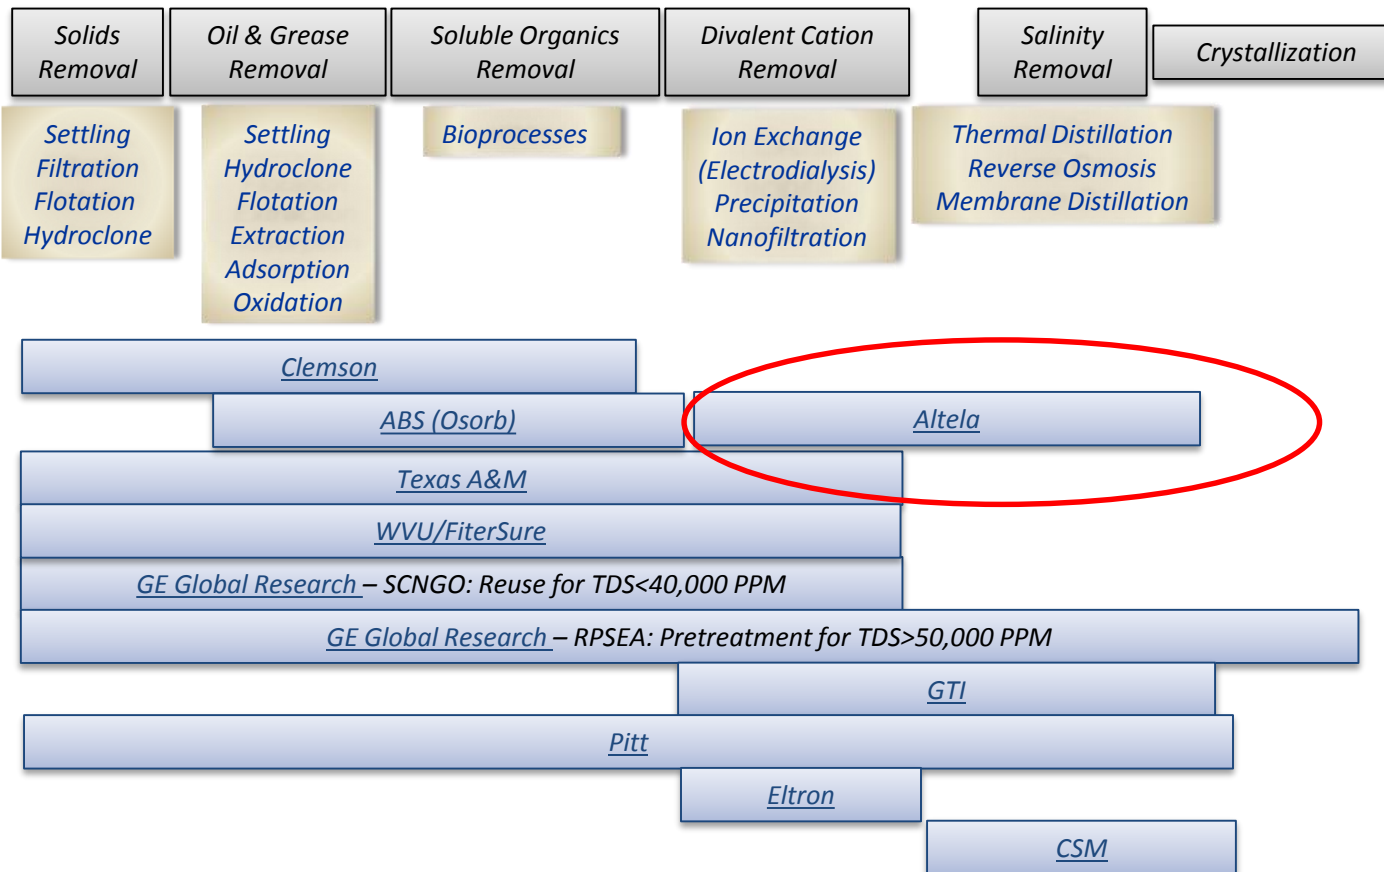 Solids
Removal
Oil & Grease
Removal
Soluble Organics
Removal
Divalent Cation
Removal
Salinity
Removal
Crystallization
Settling
Filtration
Flotation
Hydroclone
Settling
Hydroclone
Flotation
Extraction
Adsorption
Oxidation
Bioprocesses
Ion Exchange
(Electrodialysis)
Precipitation
Nanofiltration
Thermal Distillation
Reverse Osmosis
Membrane Distillation
Clemson
ABS (Osorb)
Altela
Texas A&M
WVU/FiterSure
GE Global Research – SCNGO: Reuse for TDS<40,000 PPM
GE Global Research – RPSEA: Pretreatment for TDS>50,000 PPM
GTI
Pitt
Eltron
CSM